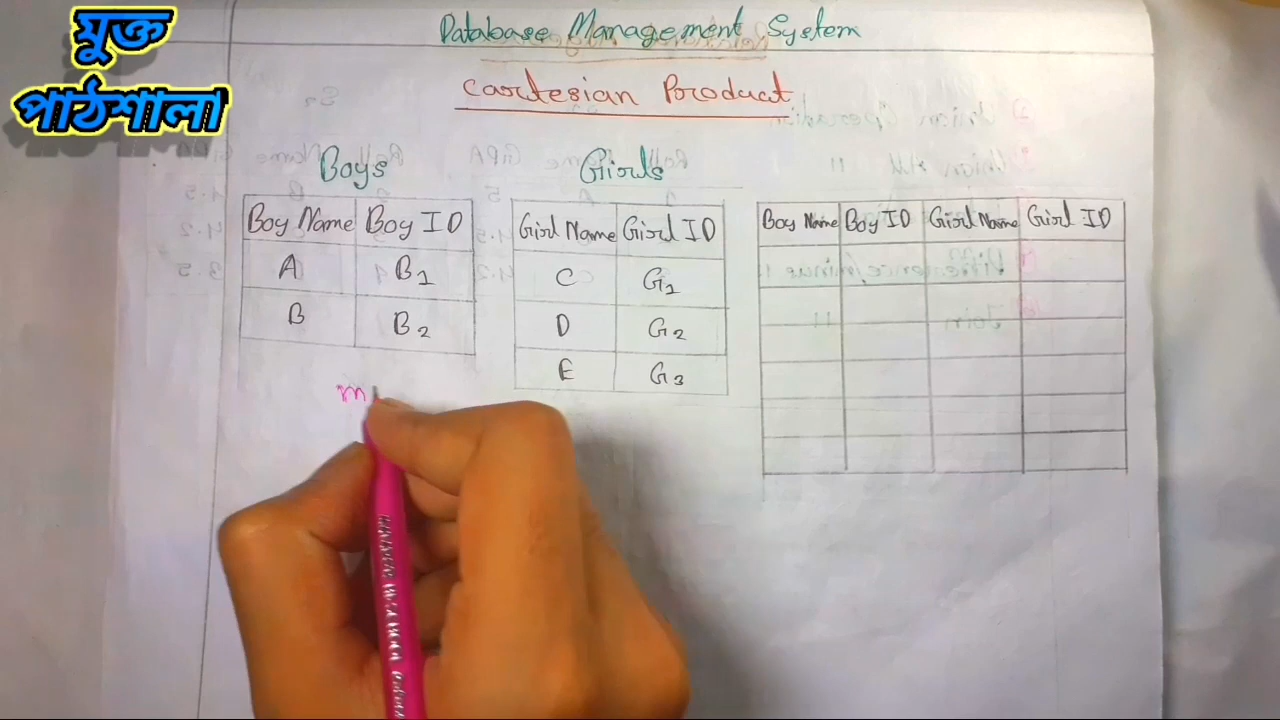 মুক্ত
পাঠশালা
Database Management System
Cartesian Product
Boys
Boy Name Boy ID
A B1
B B2
Girls
Girl Name Girl ID
C G1
D G2
E G3
Boy Name Boy ID Girl Name Girl ID
m